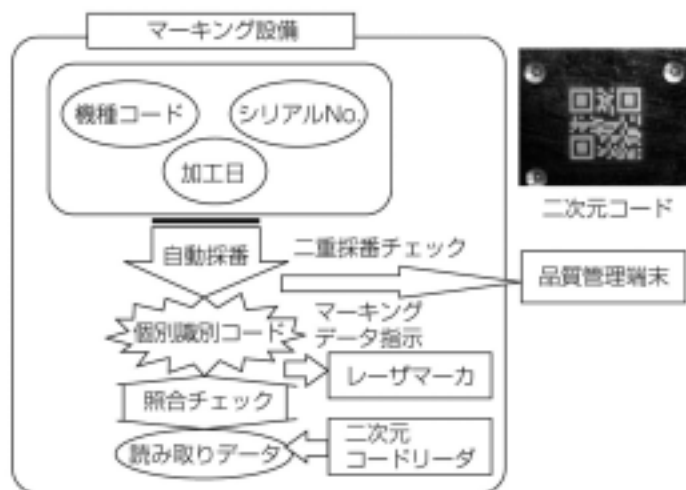 マーキング設備
機種コード
シリアルNo.
加工日
二次元コード
自動採番
二重採番チェック
品質管理端末
個別識別コード
マーキング
データ指示
レーザマーカ
照合チェック
読み取りデータ
二次元
コードリーダ